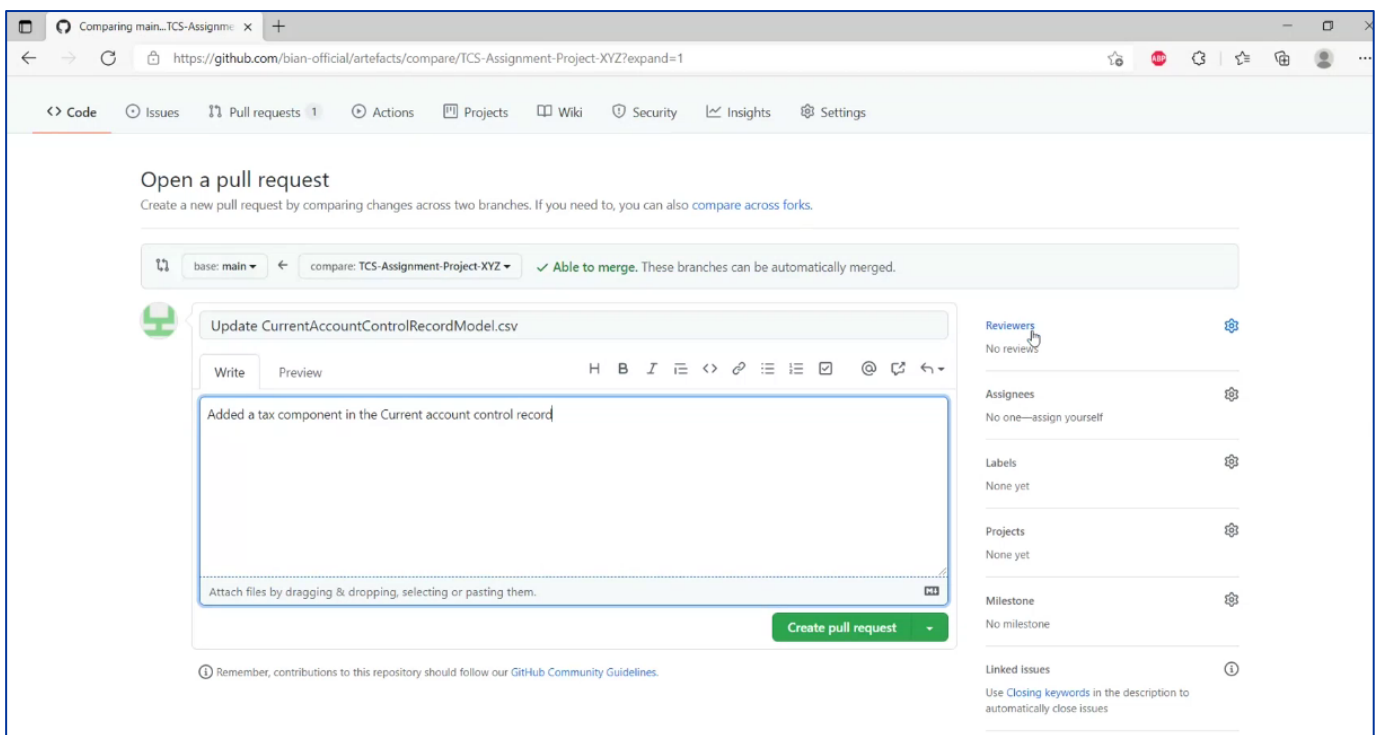 Comparing main...TCS-Assignme
https://github.com/bian-official/artefacts/compare/TCS-Assignment-Project-XYZ?expand=1
ABP
<> Code Issues Pull requests 1 Actions Projects Wiki Security Insights Settings
Open a pull request
Create a new pull request by comparing changes across two branches. If you need to, you can also compare across forks.
base: main compare: TCS-Assignment-Project-XYZ Able to merge. These branches can be automatically merged.
Update CurrentAccountControlRecordModel.csv
Write Preview H B I <> @
Added a tax component in the Current account control record
Attach files by dragging & dropping, selecting or pasting them.
Create pull request
Remember, contributions to this repository should follow our GitHub Community Guidelines.
Reviewers
No reviews
Assignees
No one—assign yourself
Labels
None yet
Projects
None yet
Milestone
No milestone
Linked issues
Use Closing keywords in the description to
automatically close issues